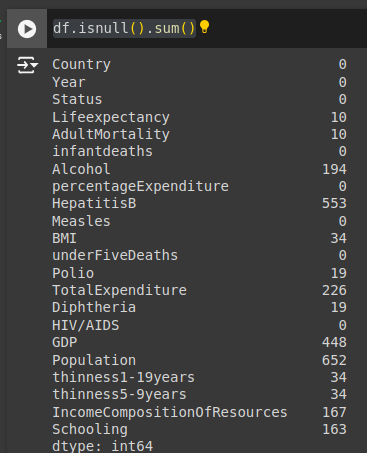 df.isnull().sum()
Country 0
Year 0
Status 0
Lifeexpectancy 10
AdultMortality 10
infantdeaths 0
Alcohol 194
percentageExpenditure 0
HepatitisB 553
Measles 0
BMI 34
underFiveDeaths 0
Polio 19
TotalExpenditure 226
Diphtheria 19
HIV/AIDS 0
GDP 448
Population 652
thinness1-19years 34
thinness5-9years 34
IncomeCompositionOfResources 167
Schooling 163
dtype: int64